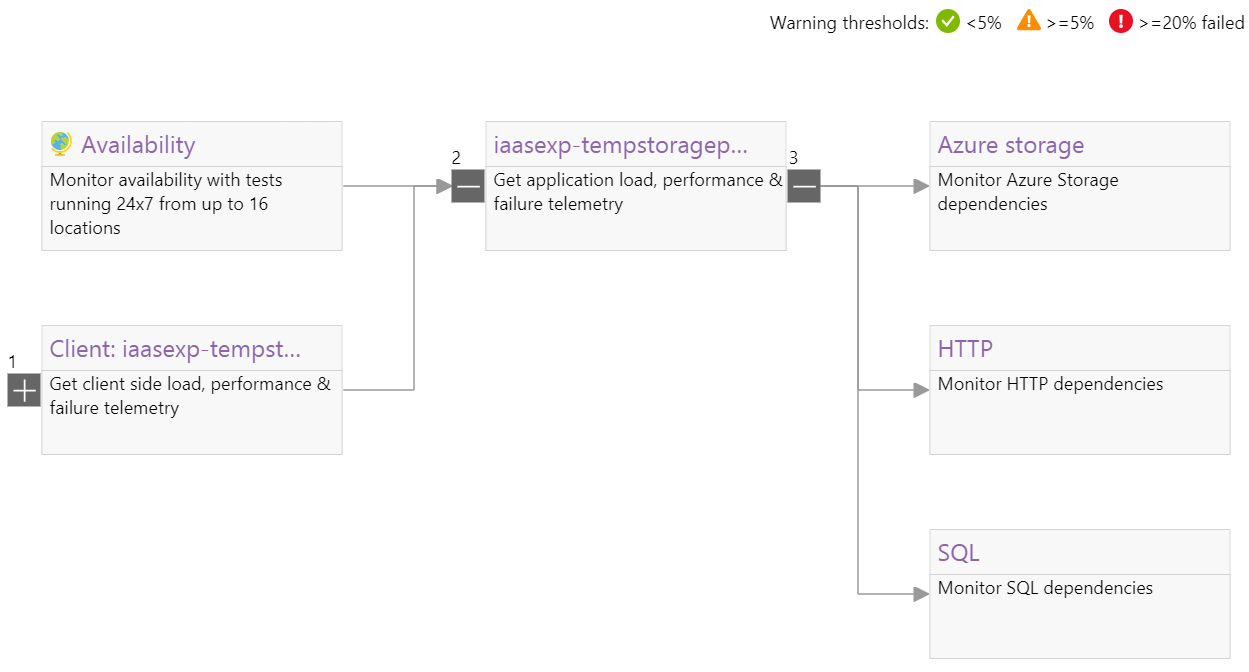 Warning thresholds: <5% >=5% >=20% failed
Availability
Monitor availability with tests
running 24x7 from up to 16
locations
1
Client: iaasexp-tempst...
Get client side load, performance &
failure telemetry
2
iaasexp-tempstoragep...
Get application load, performance &
failure telemetry
3
Azure storage
Monitor Azure Storage
dependencies
HTTP
Monitor HTTP dependencies
SQL
Monitor SQL dependencies